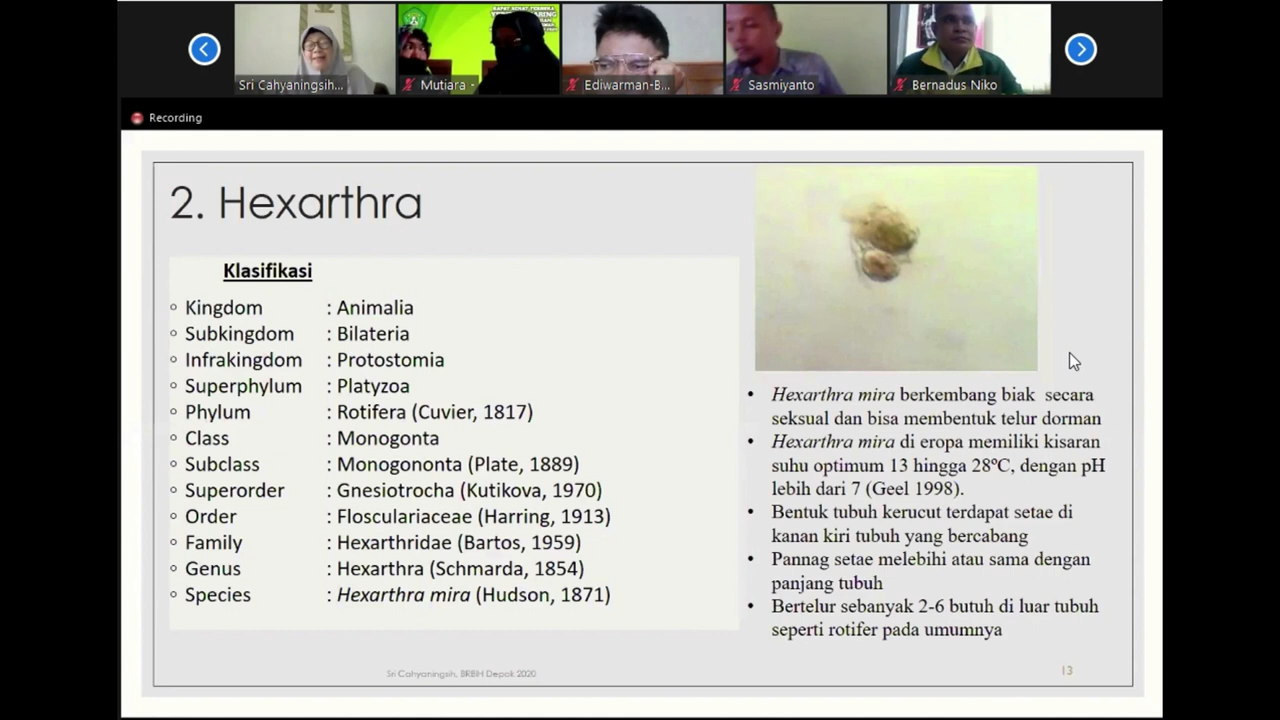 Sri Cahyaningsih...
Mutiara -
Ediwarman-B...
Sasmiyanto
Bernadus Niko
Recording
2. Hexarthra
Klasifikasi
Kingdom : Animalia
Subkingdom : Bilateria
Infrakingdom : Protostomia
Superphylum : Platyzoa
Phylum : Rotifera (Cuvier, 1817)
Class : Monogonta
Subclass : Monogononta (Plate, 1889)
Superorder : Gnesiotrocha (Kutikova, 1970)
Order : Flosculariaceae (Harring, 1913)
Family : Hexarthridae (Bartos, 1959)
Genus : Hexarthra (Schmarda, 1854)
Species : Hexarthra mira (Hudson, 1871)
• Hexarthra mira berkembang biak secara
seksual dan bisa membentuk telur dorman
• Hexarthra mira di eropa memiliki kisaran
suhu optimum 13 hingga 28°C, dengan pH
lebih dari 7 (Geel 1998).
• Bentuk tubuh kerucut terdapat setae di
kanan kiri tubuh yang bercabang
• Pannag setae melebihi atau sama dengan
panjang tubuh
• Bertelur sebanyak 2-6 butuh di luar tubuh
seperti rotifer pada umumnya
Sri Cahyaningsih, BRBIH Depok 2020
13